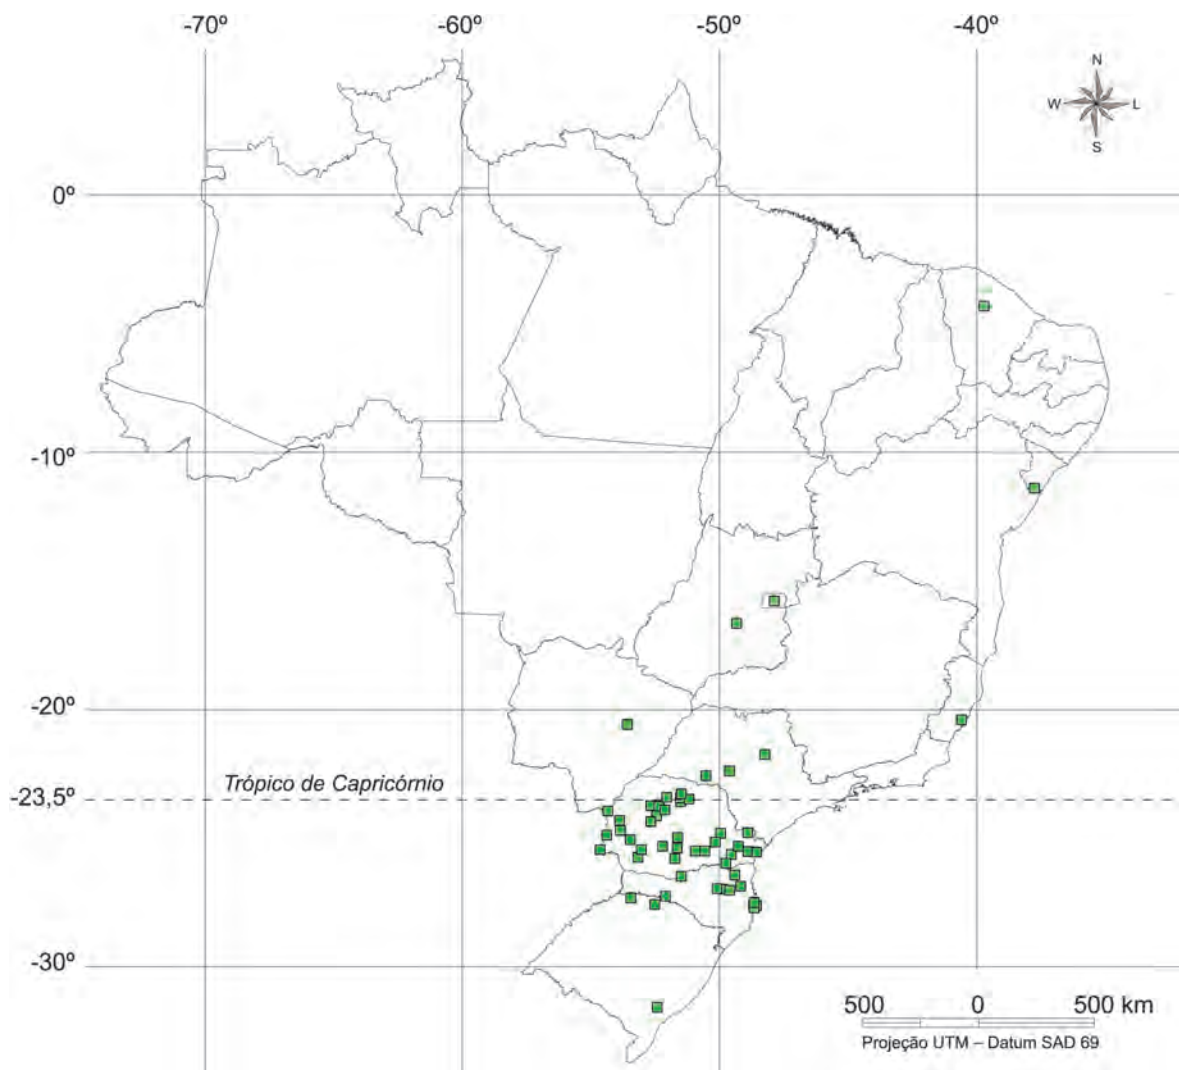 -70º -60º -50º -40º
N
W L
S
0º
-10º
-20º
Trópico de Capricórnio
-23,5º
-30º
500 0 500 km
Projeção UTM – Datum SAD 69